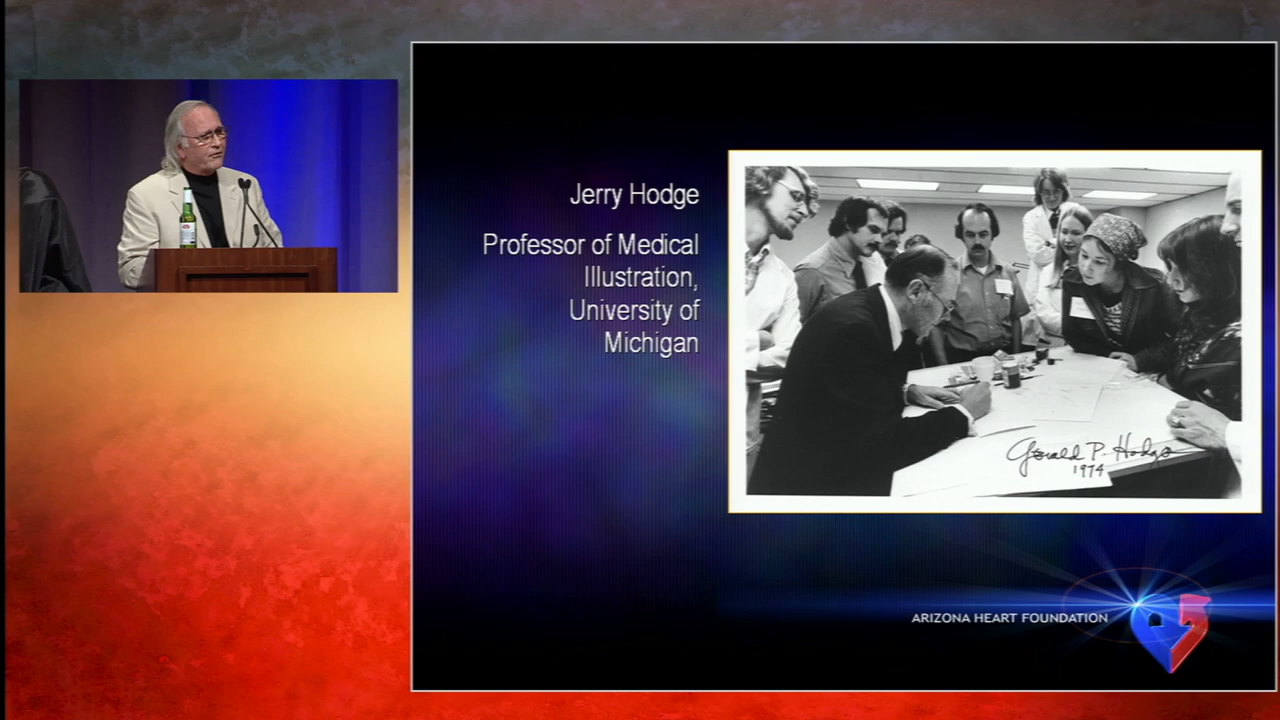 Jerry Hodge
Professor of Medical
Illustration,
University of
Michigan
Gerald P. Hodge
1974
ARIZONA HEART FOUNDATION